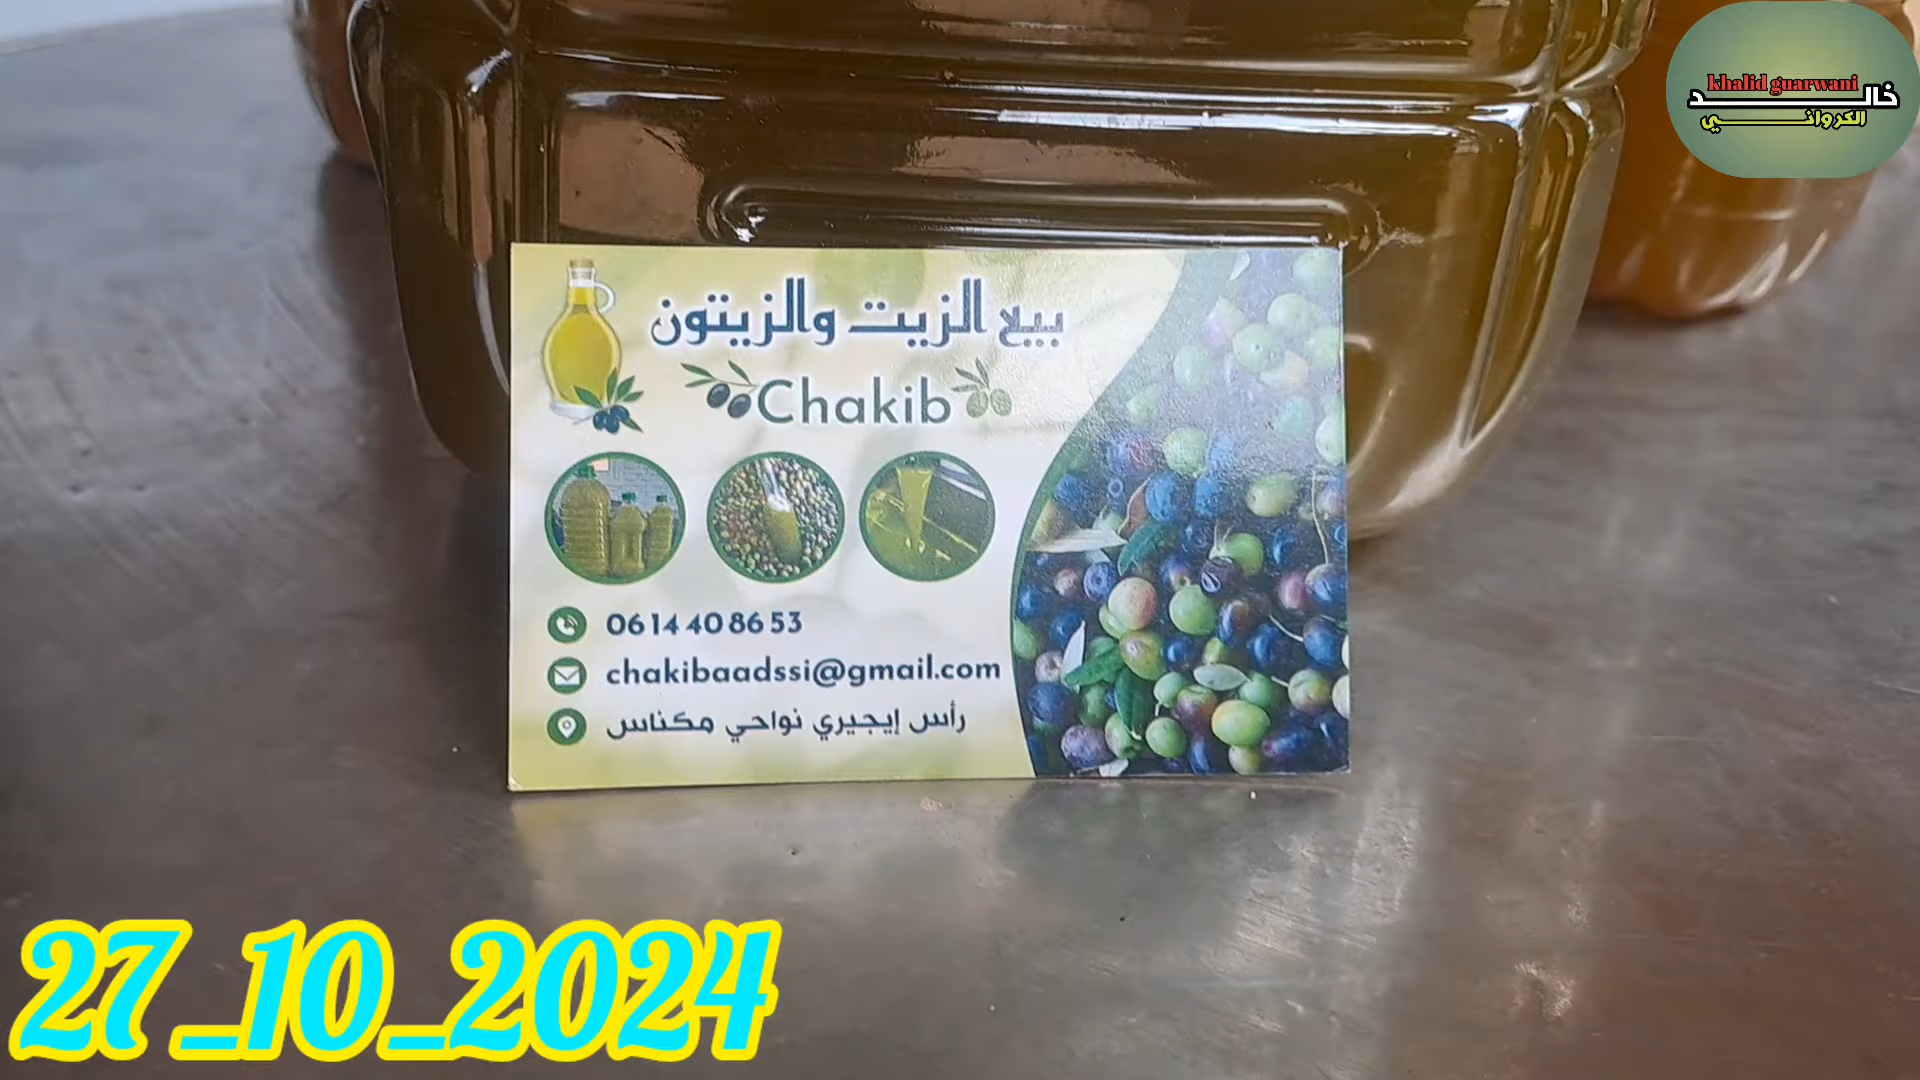 khalid guarwani
خالد
الكرواني
بيع الزيت والزيتون
Chakib
06 14 40 86 53
chakibaadssi@gmail.com
رأس إيجيري نواحي مكناس
27_10_2024